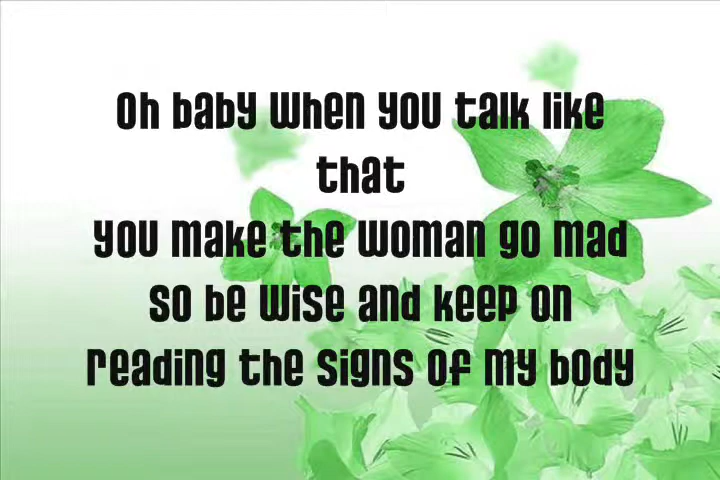 Oh baby when you talk like
that
you make the woman go mad
so be wise and keep on
reading the signs of my body